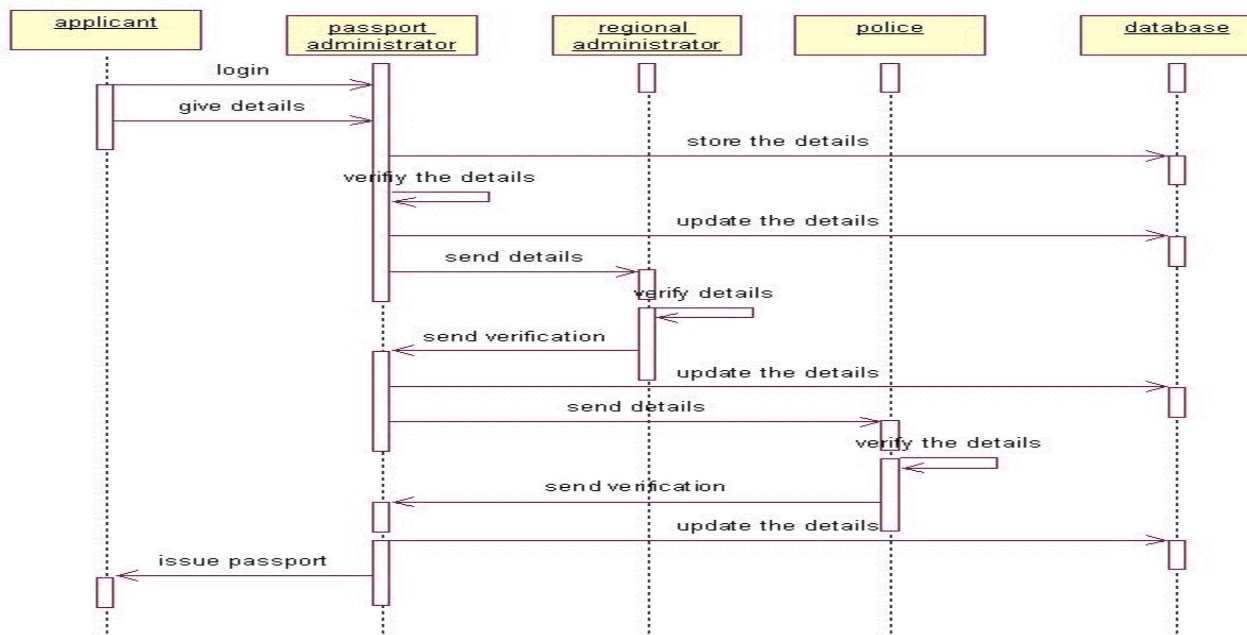 applicant
passport
administrator
regional
administrator
police
database
login
give details
store the details
verifiy the details
update the details
send details
verify details
send verification
update the details
send details
verify the details
send verification
update the details
issue passport